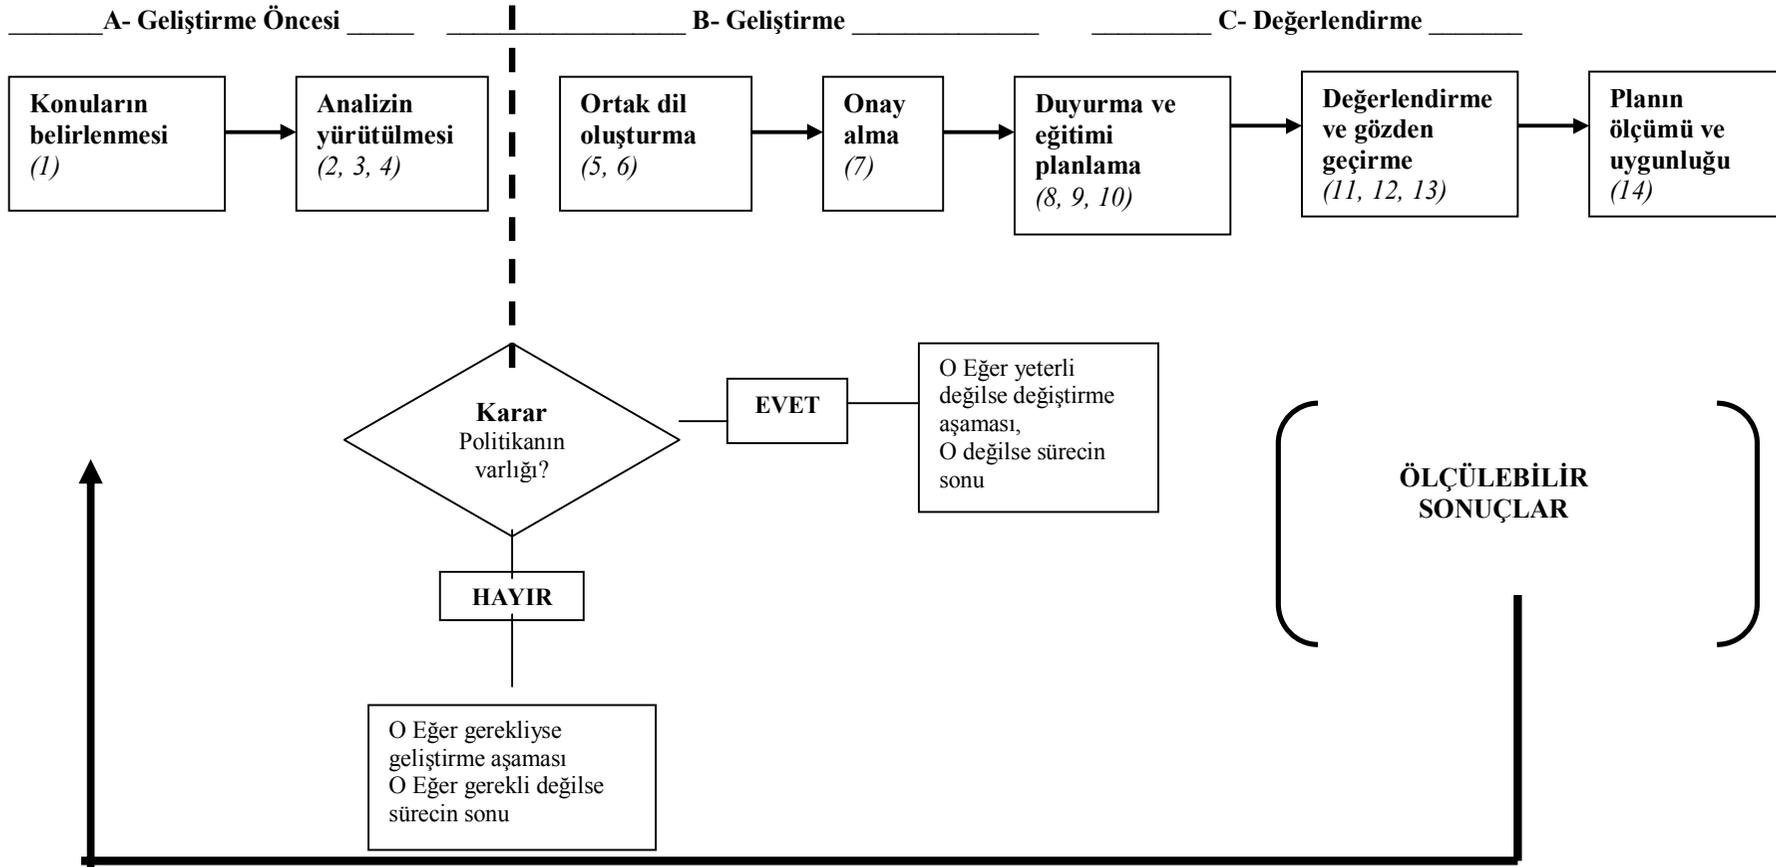 A- Geliştirme Öncesi
B- Geliştirme
C- Değerlendirme
Konuların
belirlenmesi
(1)
Analizin
yürütülmesi
(2, 3, 4)
Ortak dil
oluşturma
(5, 6)
Onay
alma
(7)
Duyurma ve
eğitimi
planlama
(8, 9, 10)
Değerlendirme
ve gözden
geçirme
(11, 12, 13)
Planın
ölçümü ve
uygunluğu
(14)
Karar
Politikanın
varlığı?
EVET
O Eğer yeterli
değilse değiştirme
aşaması,
O değilse sürecin
sonu
HAYIR
O Eğer gerekliyse
geliştirme aşaması
O Eğer gerekli değilse
sürecin sonu
ÖLÇÜLEBİLİR
SONUÇLAR